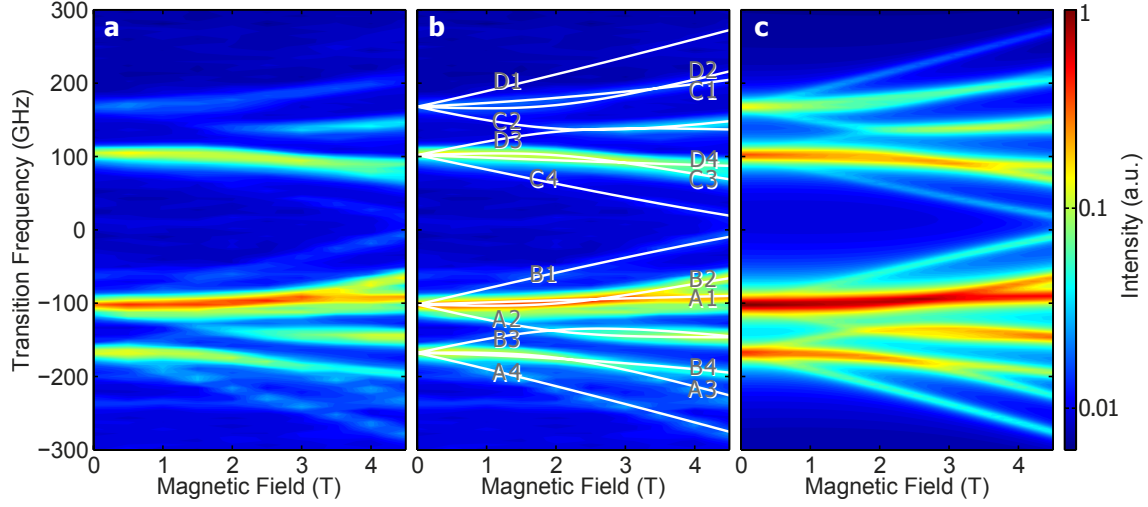 a
b
c
300
200
100
0
−100
−200
−300
Transition Frequency (GHz)
0
1
2
3
4
Magnetic Field (T)
D1
D2
C1
C2
D3
D4
C3
C4
B1
B2
A1
A2
B3
B4
A3
A4
0
1
2
3
4
Magnetic Field (T)
0
1
2
3
4
Magnetic Field (T)
1
0.1
0.01
Intensity (a.u.)